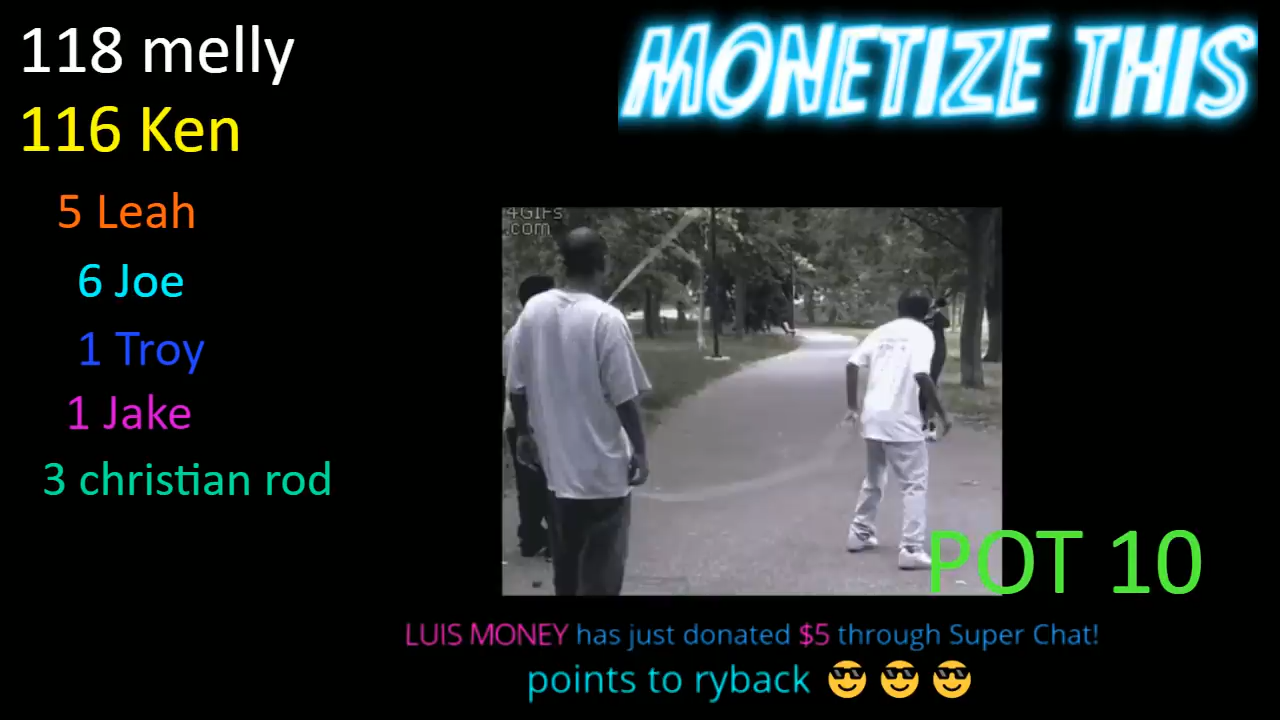 118 melly
MONETIZE THIS
116 Ken
5 Leah
6 Joe
1 Troy
1 Jake
3 christian rod
4GIFs
.com
POT 10
LUIS MONEY has just donated $5 through Super Chat!
points to ryback 😎 😎 😎